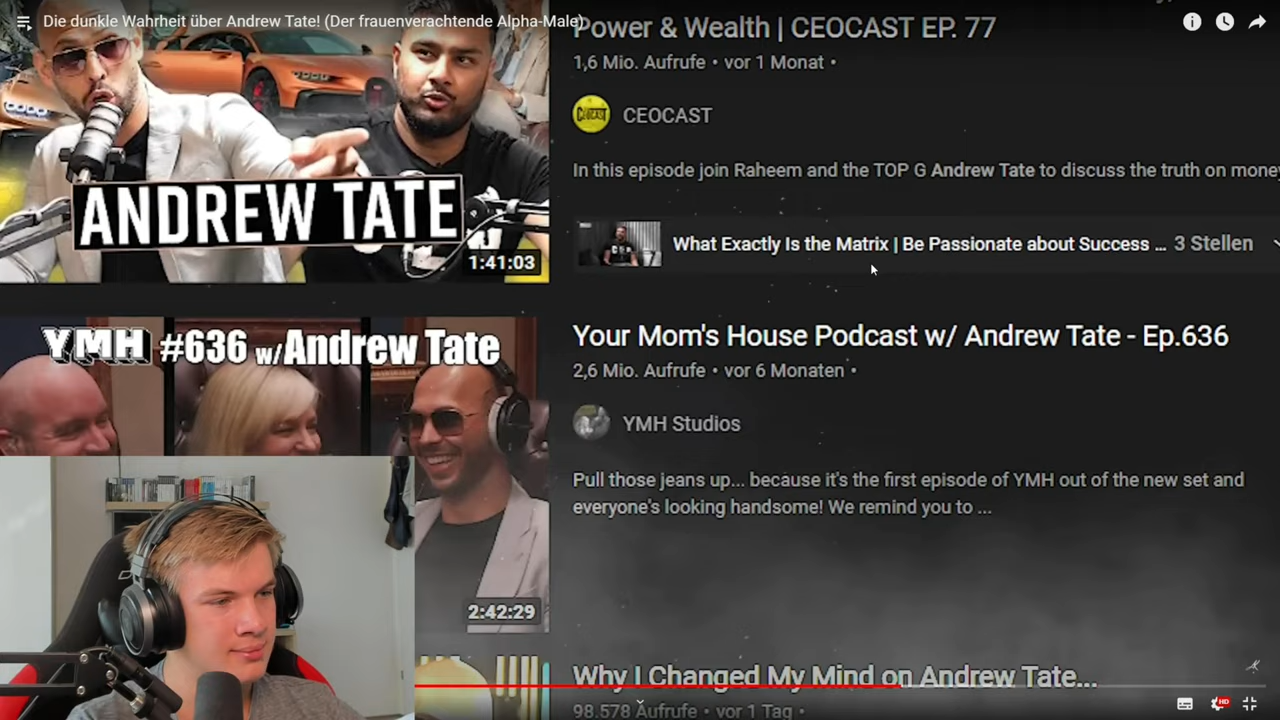 Die dunkle Wahrheit über Andrew Tate! (Der frauenverachtende Alpha-Male)
Power & Wealth | CEOCAST EP. 77
1,6 Mio. Aufrufe • vor 1 Monat •
CEOCAST
CEOCAST
In this episode join Raheem and the TOP G Andrew Tate to discuss the truth on money
ANDREW TATE
1:41:03
What Exactly Is the Matrix | Be Passionate about Success ... 3 Stellen
YMH #636 w/Andrew Tate
Your Mom's House Podcast w/ Andrew Tate - Ep.636
2,6 Mio. Aufrufe • vor 6 Monaten •
YMH Studios
Pull those jeans up... because it's the first episode of YMH out of the new set and
everyone's looking handsome! We remind you to ...
2:42:29
Why I Changed My Mind on Andrew Tate...
98.578 Aufrufe • vor 1 Tag •
HD